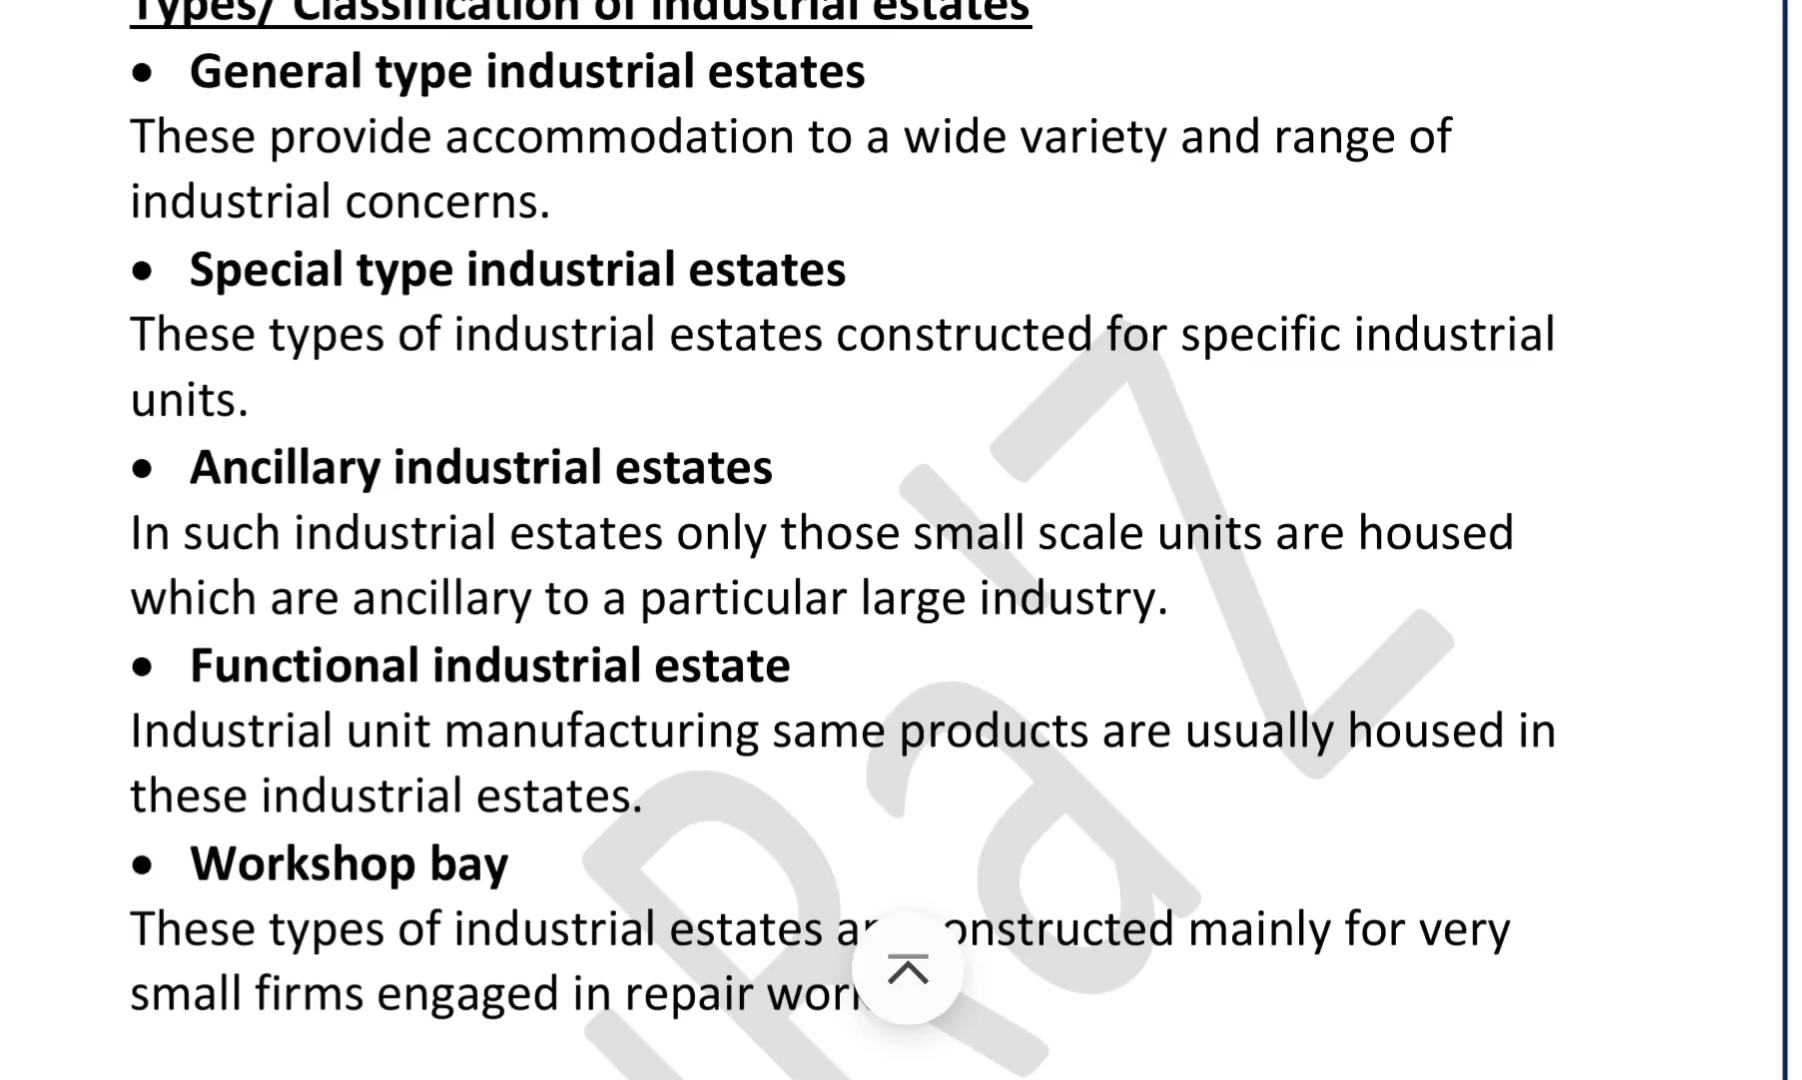 Types/ Classification of industrial estates
• General type industrial estates
These provide accommodation to a wide variety and range of
industrial concerns.
• Special type industrial estates
These types of industrial estates constructed for specific industrial
units.
• Ancillary industrial estates
In such industrial estates only those small scale units are housed
which are ancillary to a particular large industry.
• Functional industrial estate
Industrial unit manufacturing same products are usually housed in
these industrial estates.
• Workshop bay
These types of industrial estates constructed mainly for very
small firms engaged in repair